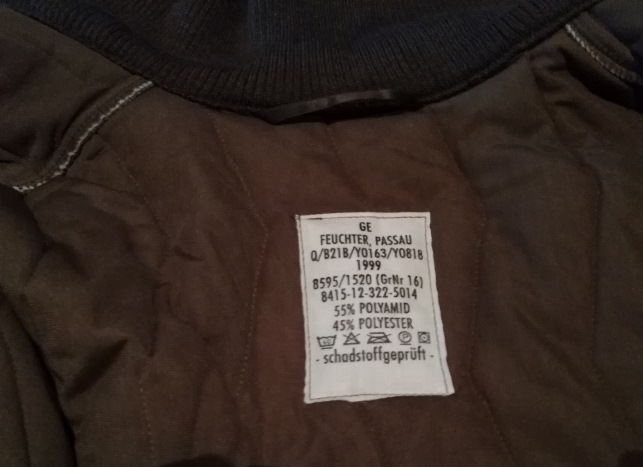 GE
FEUCHTER, PASSAU
Q/B21B/Y0163/Y0818
1999
8595/1520 (GrNr 16)
8415-12-322-5014
55% POLYAMID
45% POLYESTER
- schadstoffgeprüft -